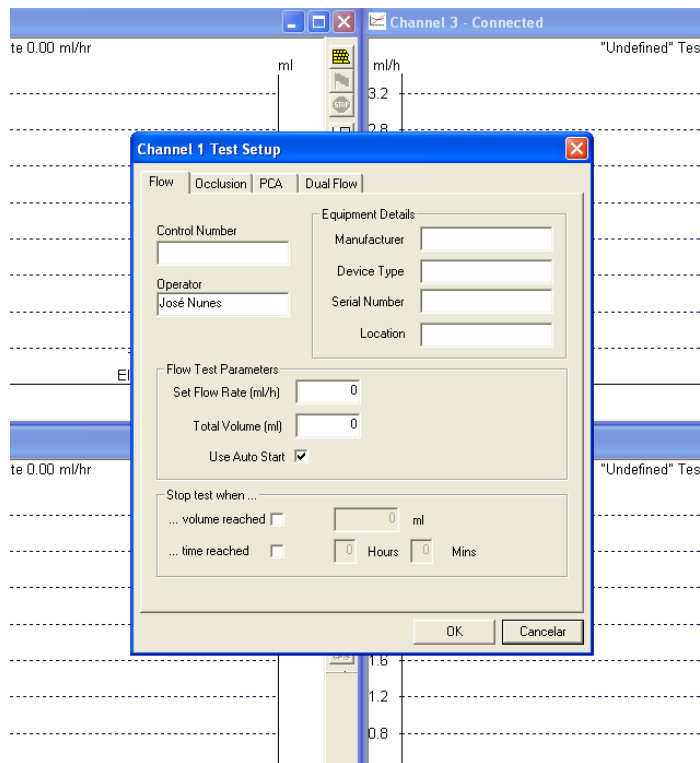 Channel 3 - Connected
te 0.00 ml/hr
"Undefined" Tes
ml
ml/h
STOP
3.2
2.8
Channel 1 Test Setup
Flow
Occlusion
PCA
Dual Flow
Control Number
Operator
José Nunes
Equipment Details
Manufacturer
Device Type
Serial Number
Location
El
Flow Test Parameters
Set Flow Rate (ml/h)
0
Total Volume (ml)
0
Use Auto Start
te 0.00 ml/hr
"Undefined" Tes
Stop test when ...
... volume reached
0
ml
... time reached
0
Hours
0
Mins
OK
Cancelar
1.6
1.2
0.8